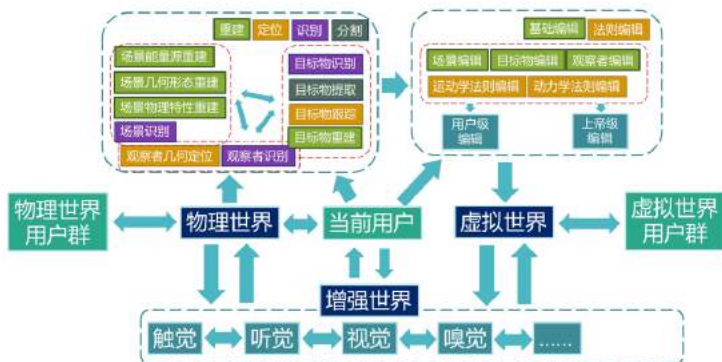 重建 定位 识别 分割
场景能量源重建
场景几何形态重建
场景物理特性重建
场景识别
观察者几何定位 观察者识别
目标物识别
目标物提取
目标物跟踪
目标物重建
基础编辑 法则编辑
场景编辑 目标物编辑 观察者编辑
运动学法则编辑 动力学法则编辑
用户级
编辑
上帝级
编辑
物理世界
用户群
物理世界
当前用户
虚拟世界
虚拟世界
用户群
增强世界
触觉 听觉 视觉 嗅觉 ……